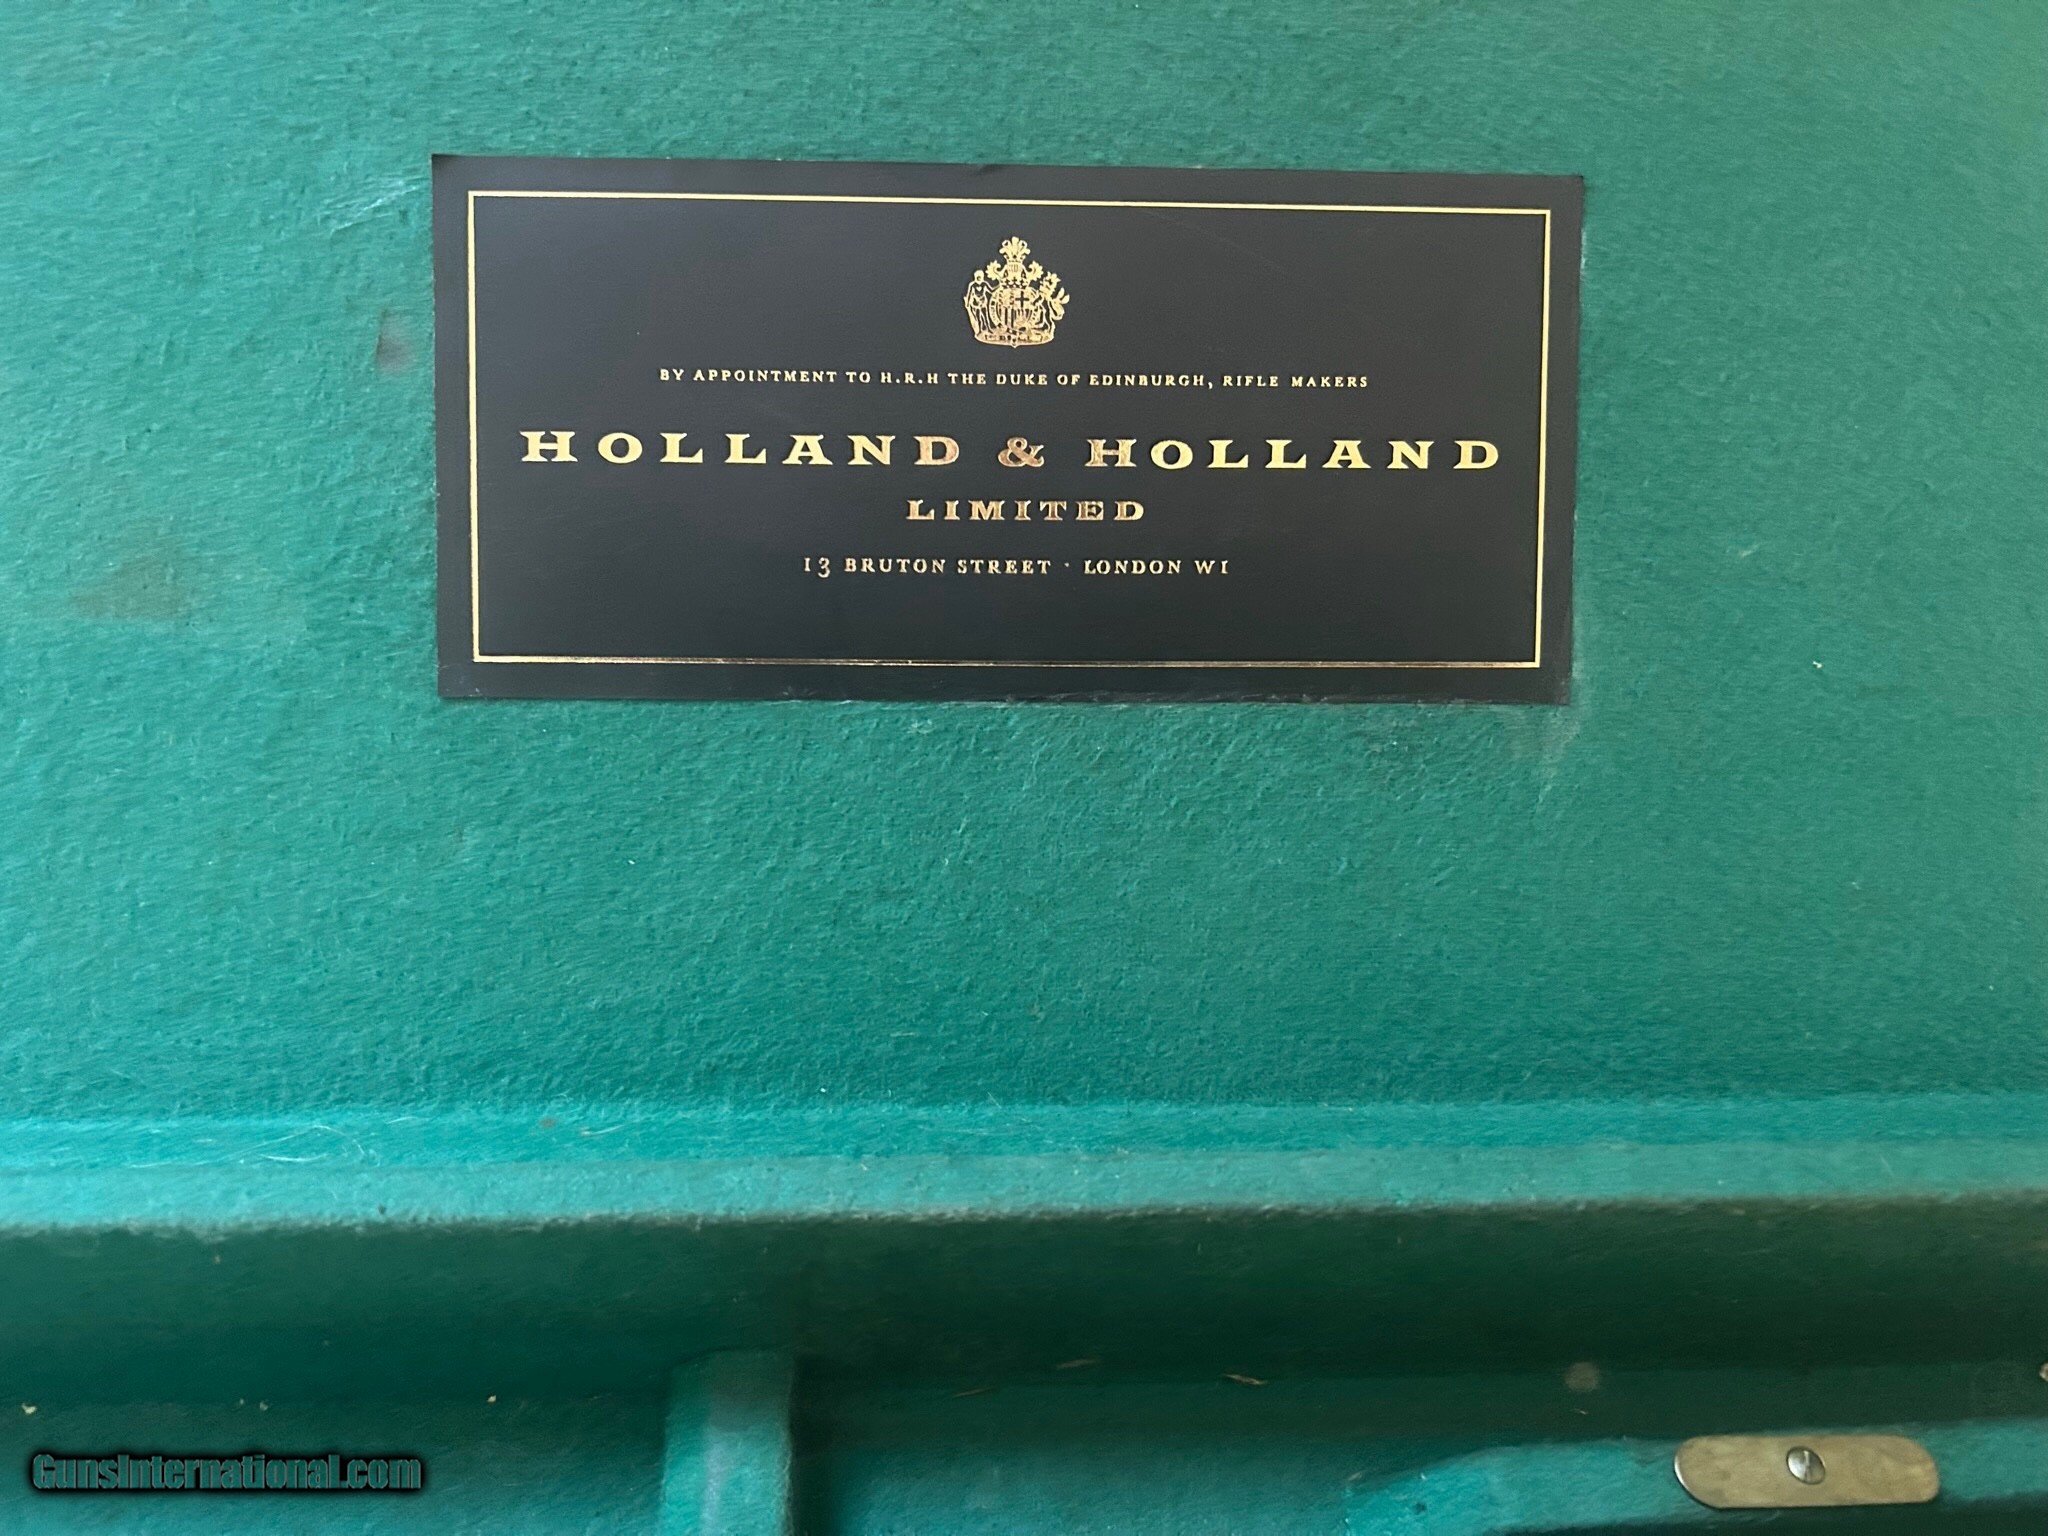 BY APPOINTMENT TO H.R.H THE DUKE OF EDINBURGH, RIFLE MAKERS
HOLLAND & HOLLAND
LIMITED
13 BRUTON STREET · LONDON W1
GunsInternational.com